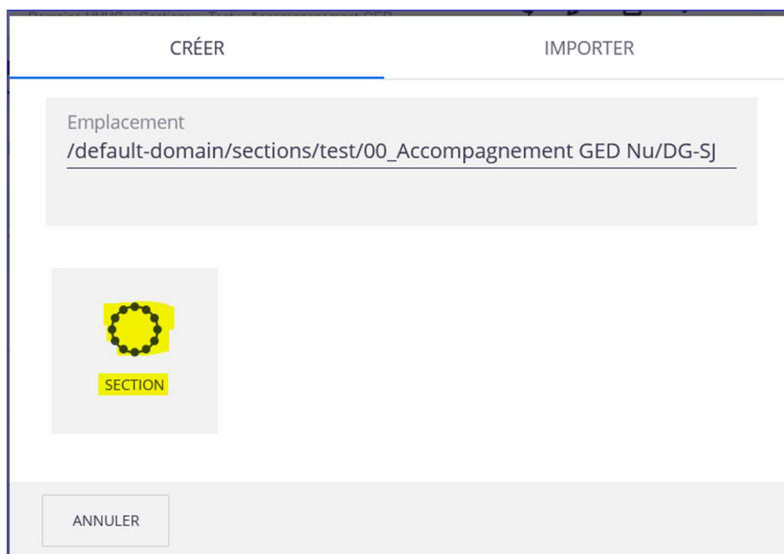 CRÉER
IMPORTER
Emplacement
/default-domain/sections/test/00_Accompagnement GED Nu/DG-SJ
SECTION
ANNULER